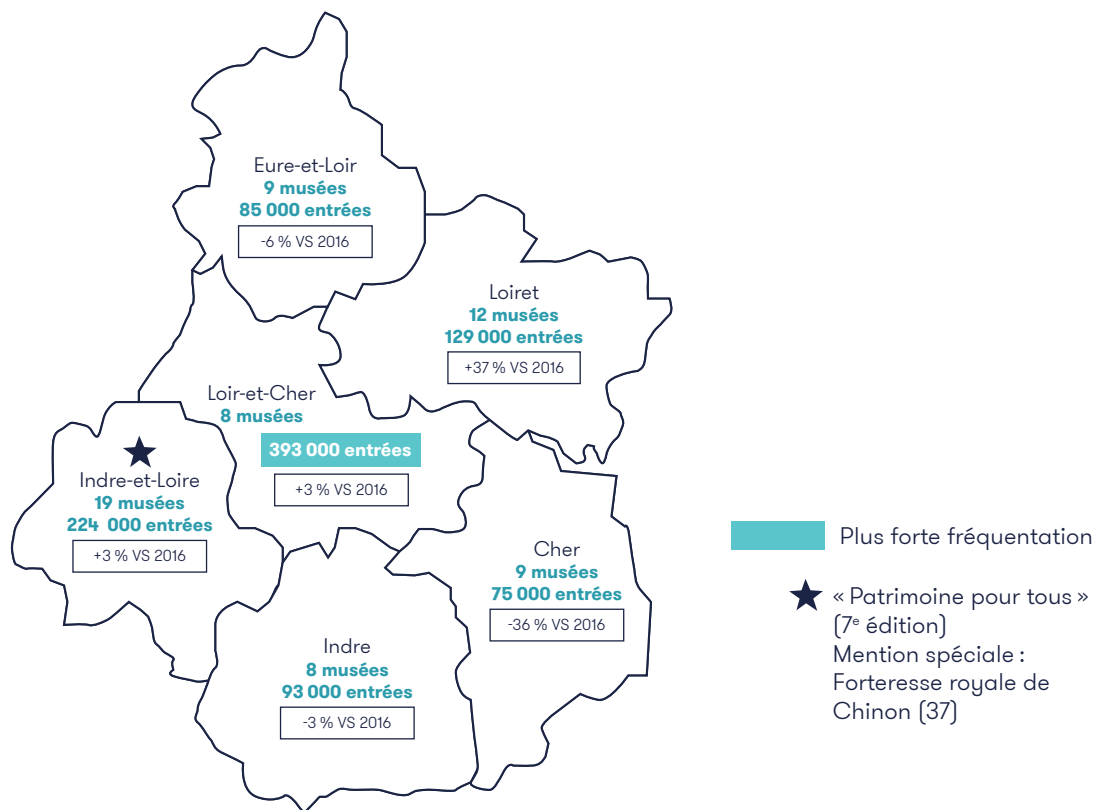 Eure-et-Loir
9 musées
85 000 entrées
-6 % VS 2016
Loiret
12 musées
129 000 entrées
+37 % VS 2016
Loir-et-Cher
8 musées
393 000 entrées
+3 % VS 2016
Indre-et-Loire
19 musées
224 000 entrées
+3 % VS 2016
Cher
9 musées
75 000 entrées
-36 % VS 2016
Indre
8 musées
93 000 entrées
-3 % VS 2016
Plus forte fréquentation
« Patrimoine pour tous »
(7e édition)
Mention spéciale :
Forteresse royale de
Chinon (37)